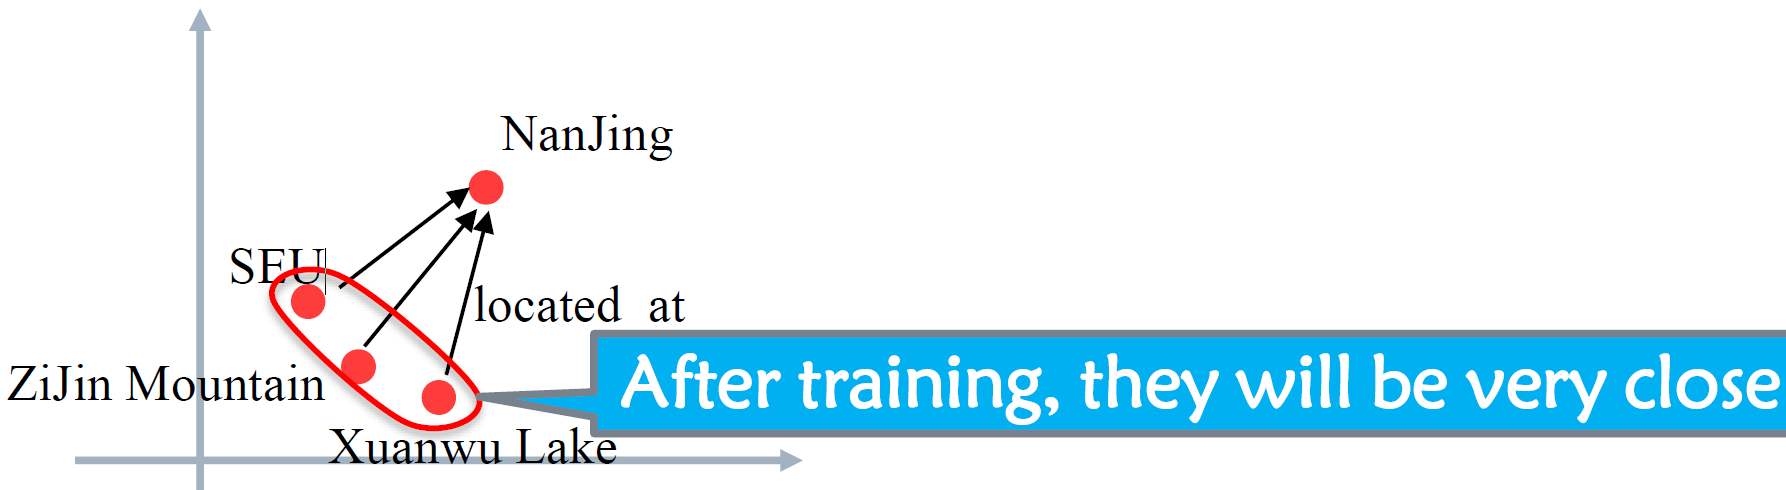 NanJing
SEU
located at
ZiJin Mountain
After training, they will be very close
Xuanwu Lake